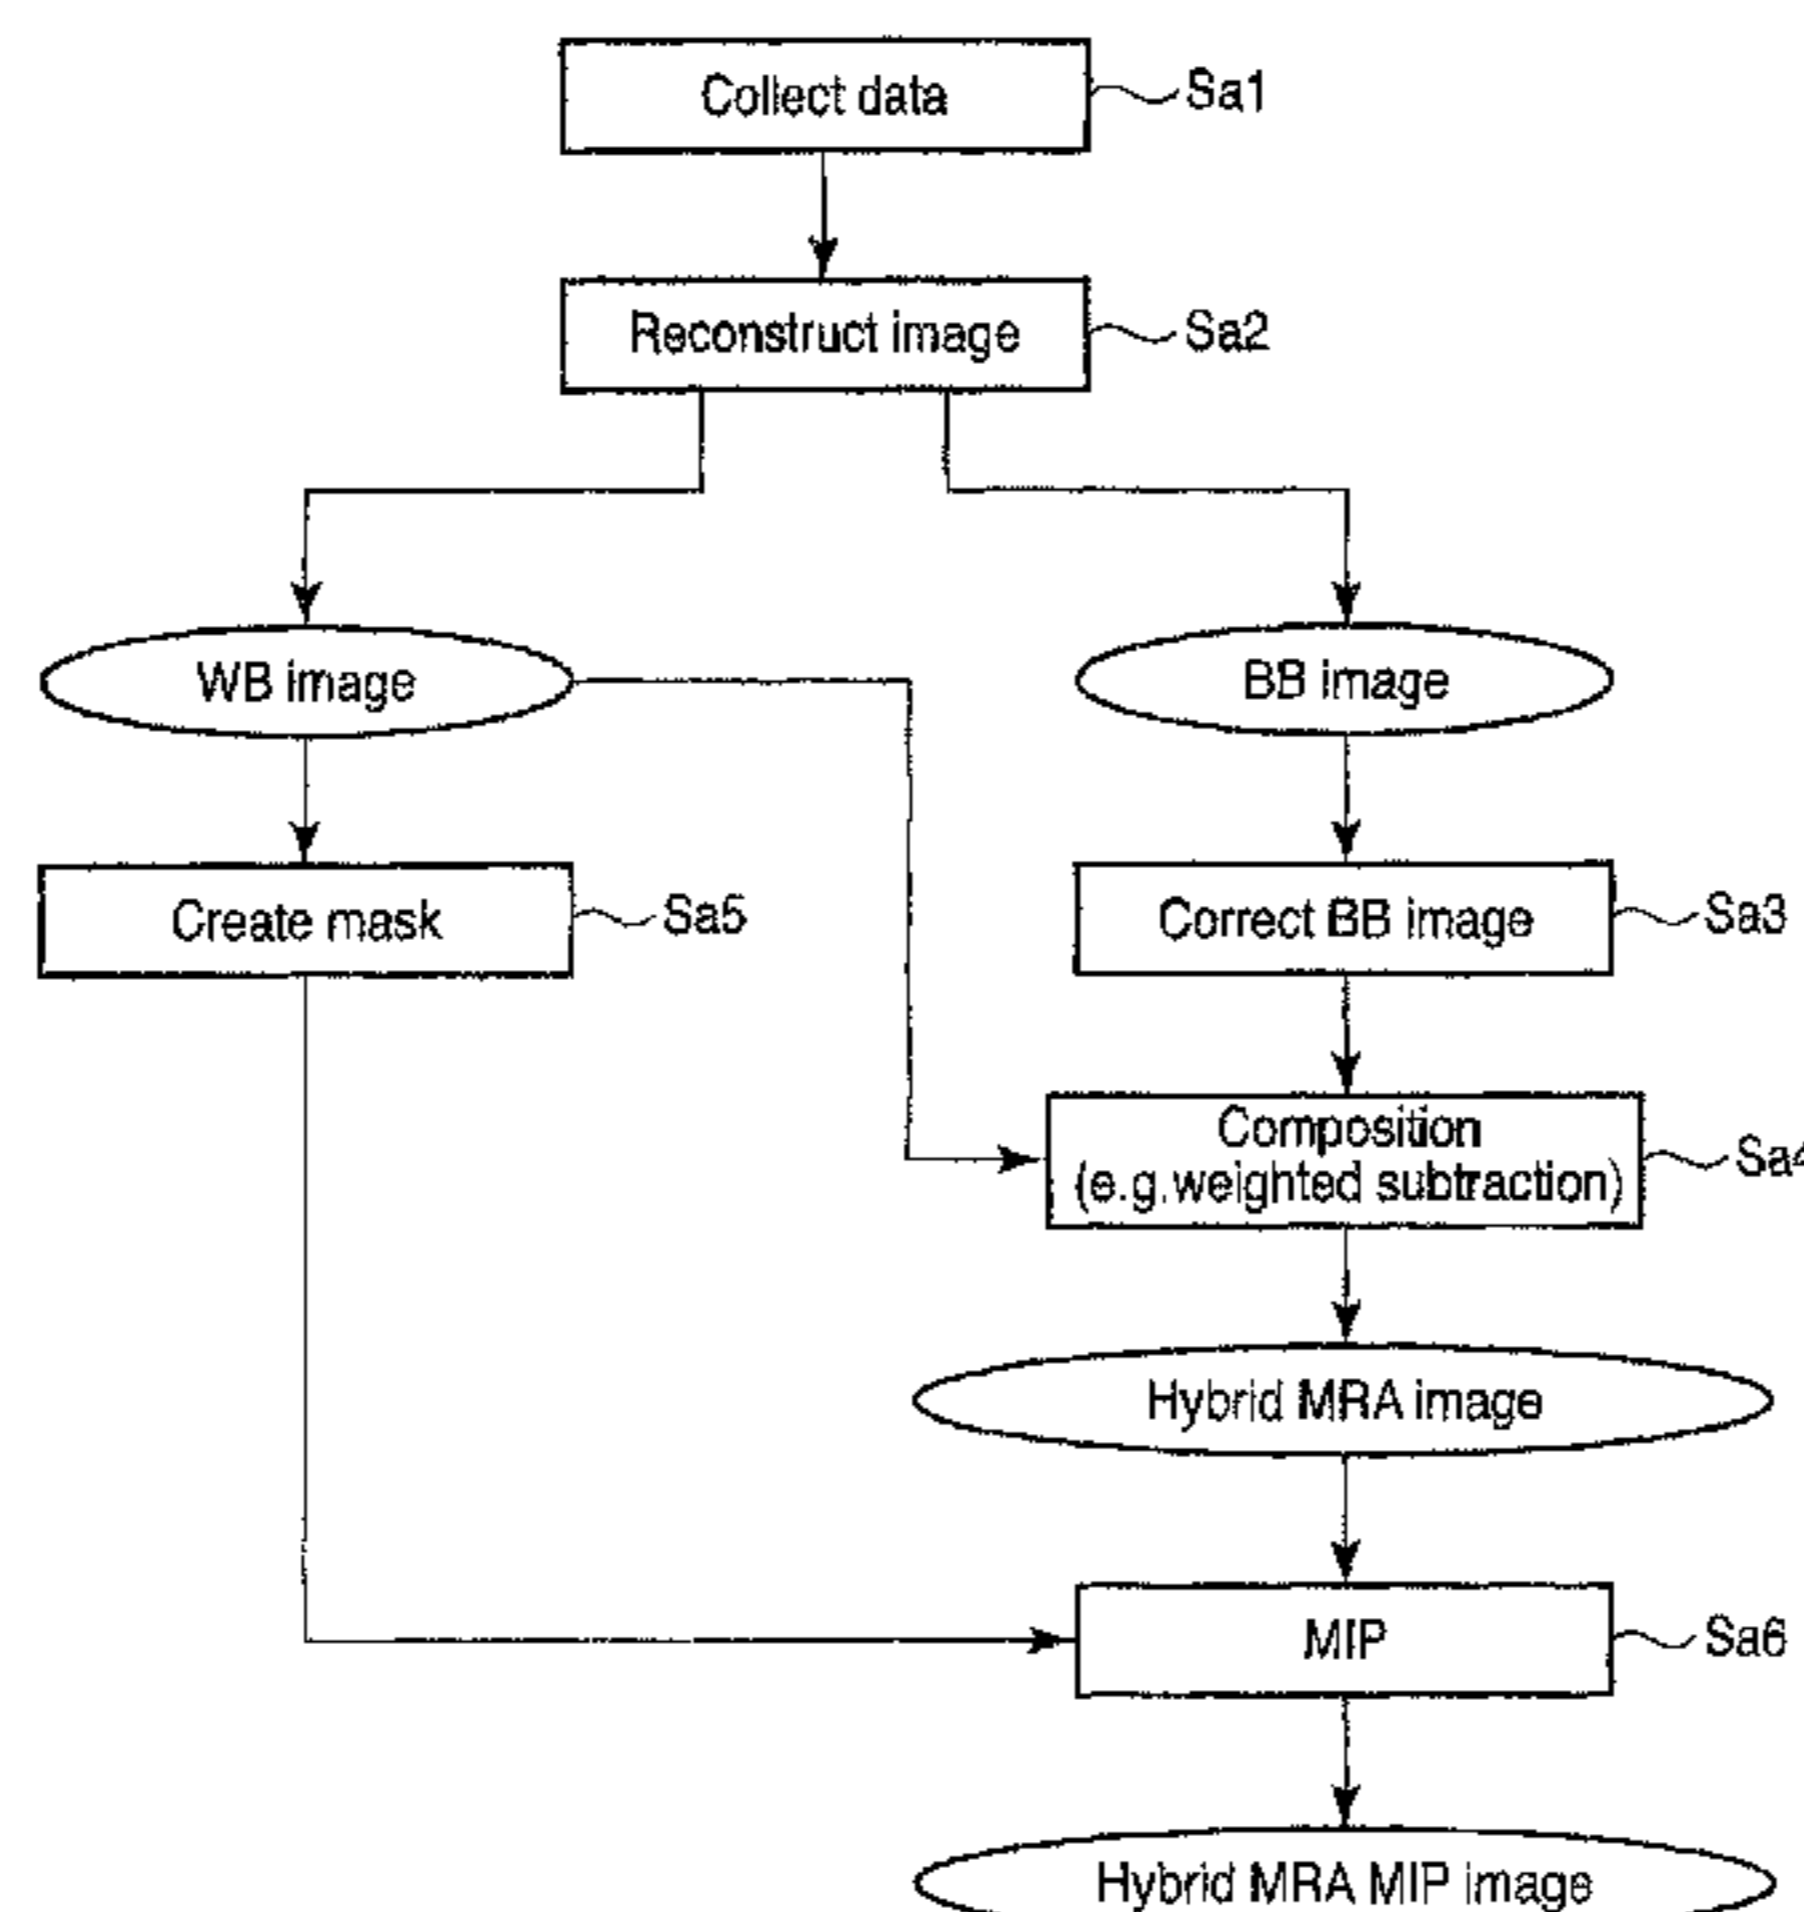 Collect data
Sa1
Reconstruct image
Sa2
WB image
BB image
Create mask
Sa5
Correct BB image
Sa3
Composition
(e.g.weighted subtraction)
Sa4
Hybrid MRA image
MIP
Sa6
Hybrid MRA MIP image